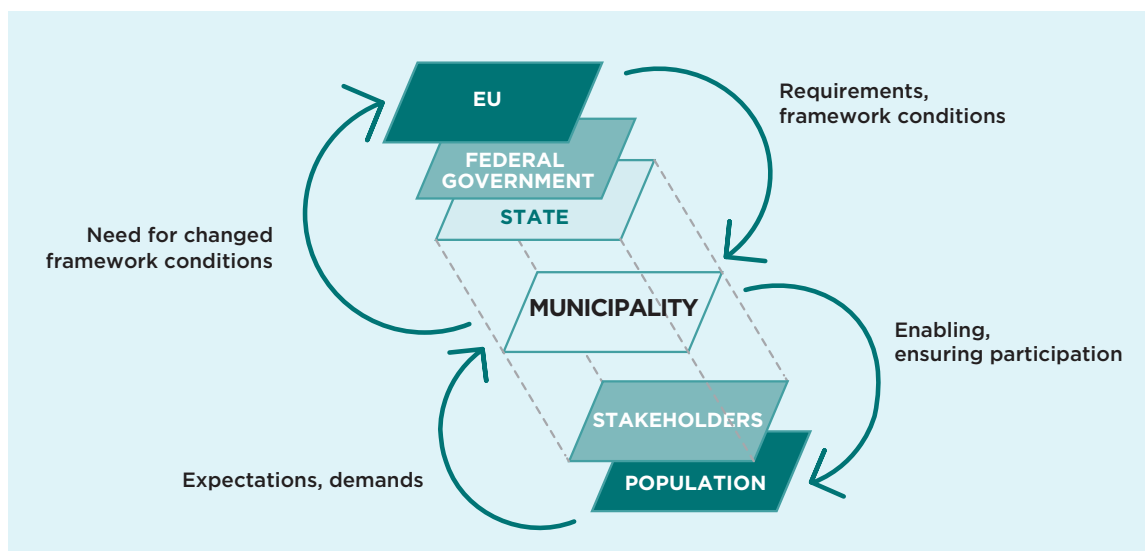 EU
FEDERAL
GOVERNMENT
STATE
MUNICIPALITY
STAKEHOLDERS
POPULATION
Requirements,
framework conditions
Need for changed
framework conditions
Enabling,
ensuring participation
Expectations, demands